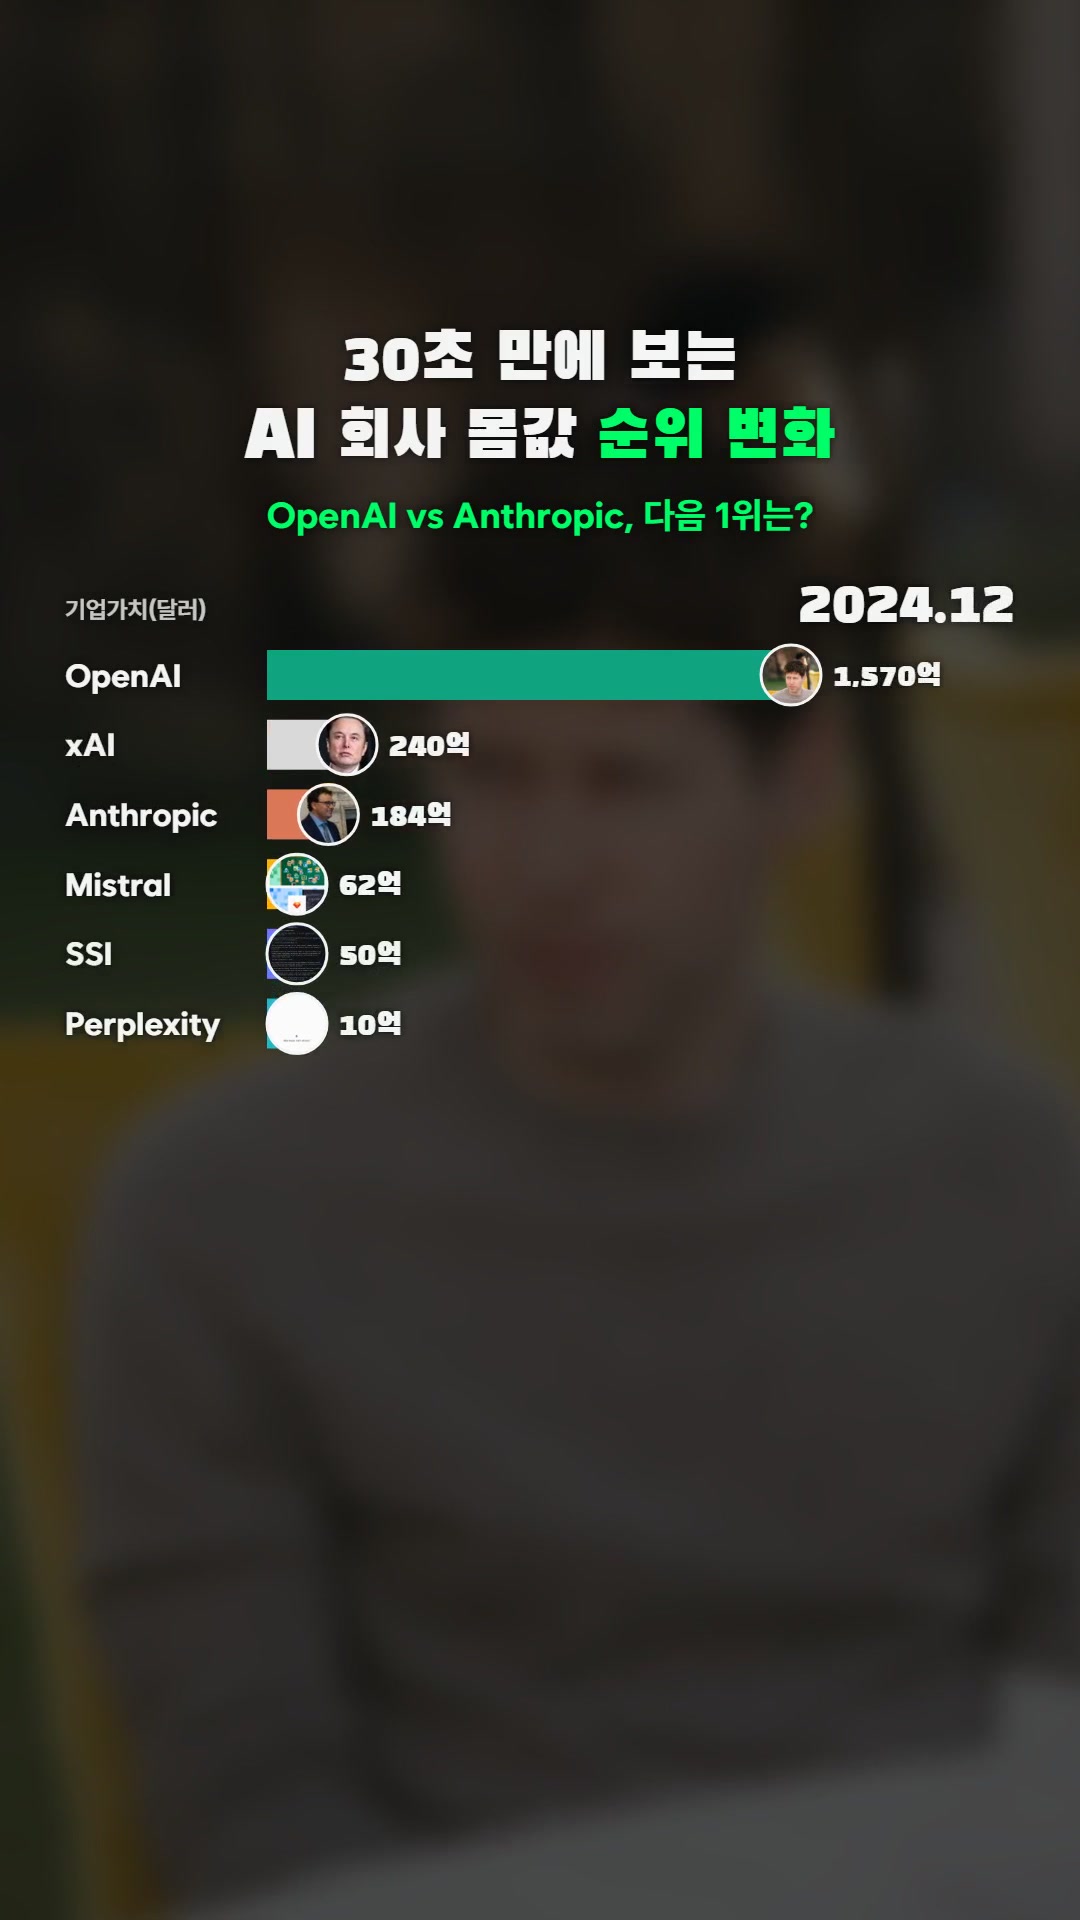 30초 만에 보는
AI 회사 몸값 순위 변화
OpenAI vs Anthropic, 다음 1위는?
기업가치(달러)
2024.12
OpenAI 1,570억
xAI 240억
Anthropic 184억
Mistral 62억
SSI 50억
Perplexity 10억